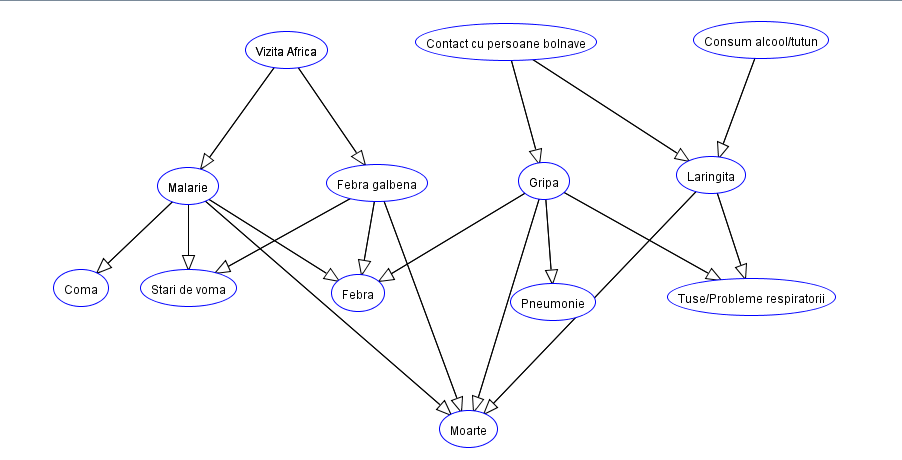 Vizita Africa
Contact cu persoane bolnave
Consum alcool/tutun
Malarie
Febra galbena
Gripa
Laringita
Coma
Stari de voma
Febra
Pneumonie
Tuse/Probleme respiratorii
Moarte